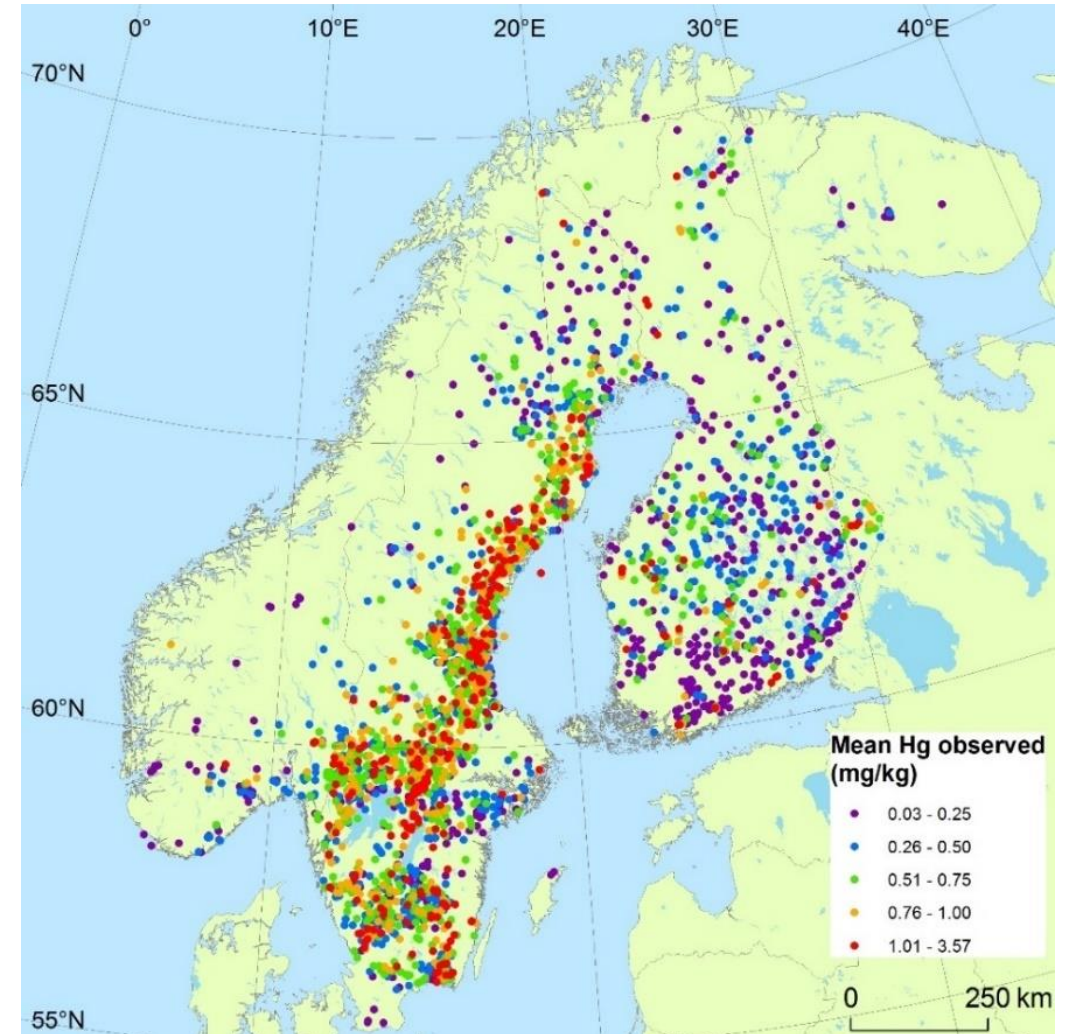 0°
10°E
20°E
30°E
40°E
70°N
65°N
60°N
55°N
Mean Hg observed
(mg/kg)
0.03 - 0.25
0.26 - 0.50
0.51 - 0.75
0.76 - 1.00
1.01 - 3.57
0 250 km